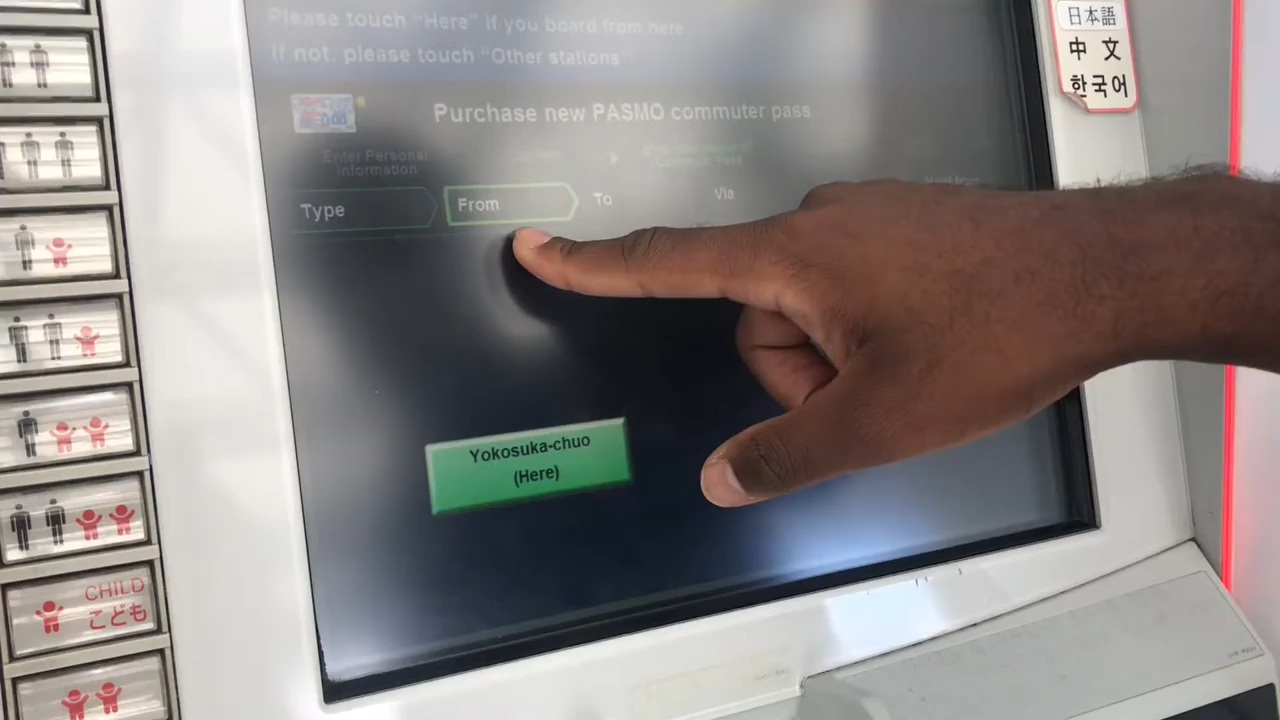 Please touch “Here” if you board from here
If not, please touch “Other stations
Purchase new PASMO commuter pass
Enter Personal
Information
Type
From
To
Via
Yokosuka-chuo
(Here)
日本語
中 文
한국어
CHILD
こども